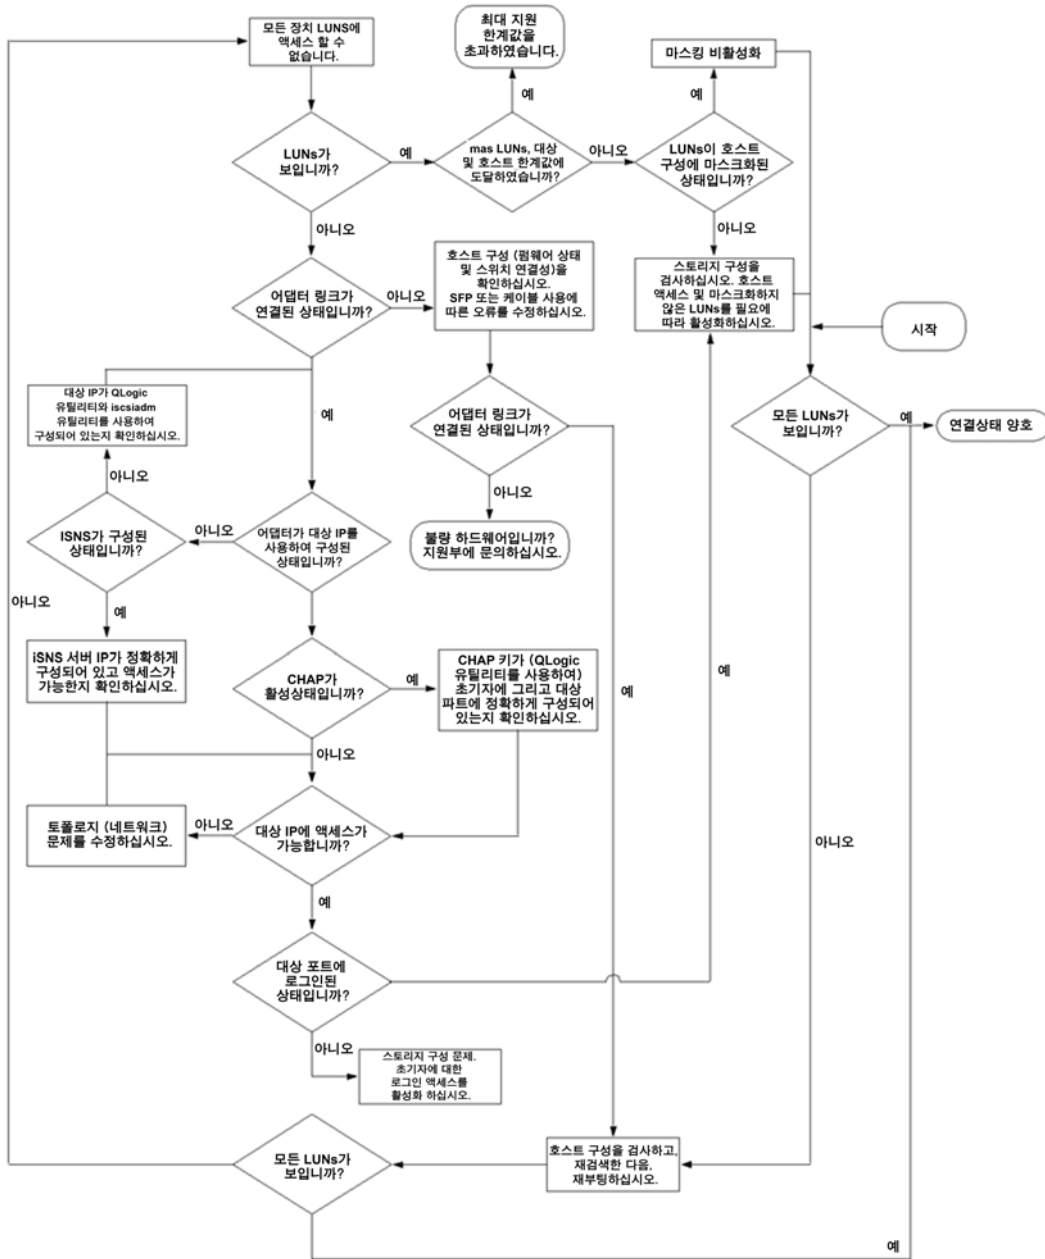 모든 장치 LUNS에
액세스 할 수
없습니다.
최대 지원
한계값을
초과하였습니다.
마스킹 비활성화
예
예
LUNs가
보입니까?
예
mas LUNs, 대상
및 호스트 한계값에
도달하였습니까?
아니오
LUNs이 호스트
구성에 마스크화된
상태입니까?
아니오
아니오
어댑터 링크가
연결된 상태입니까?
아니오
호스트 구성 (펌웨어 상태
및 스위치 연결성)을
확인하십시오.
SFP 또는 케이블 사용에
따른 오류를 수정하십시오.
스토리지 구성을
검사하십시오. 호스트
액세스 및 마스크화하지
않은 LUNs를 필요에
따라 활성화하십시오.
시작
대상 IP가 QLogic
유틸리티와 iscsiadm
유틸리티를 사용하여
구성되어 있는지 확인하십시오.
예
어댑터 링크가
연결된 상태입니까?
모든 LUNs가
보입니까?
예
연결상태 양호
아니오
아니오
ISNS가 구성된
상태입니까?
아니오
어댑터가 대상 IP를
사용하여 구성된
상태입니까?
불량 하드웨어입니까?
지원부에 문의하십시오.
아니오
예
iSNS 서버 IP가 정확하게
구성되어 있고 액세스가
가능한지 확인하십시오.
CHAP가
활성상태입니까?
예
CHAP 키가 (QLogic
유틸리티를 사용하여)
초기자에 그리고 대상
파트에 정확하게 구성되어
있는지 확인하십시오.
예
예
아니오
토폴로지 (네트워크)
문제를 수정하십시오.
아니오
대상 IP에 액세스가
가능합니까?
아니오
예
대상 포트에
로그인된
상태입니까?
아니오
스토리지 구성 문제.
초기자에 대한
로그인 액세스를
활성화 하십시오.
모든 LUNs가
보입니까?
호스트 구성을 검사하고,
재검색한 다음,
재부팅하십시오.
예